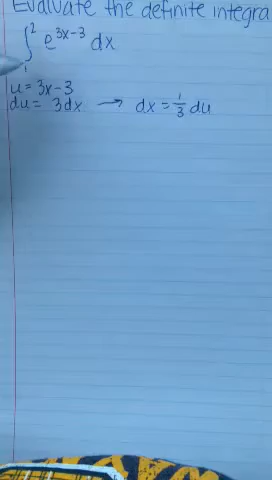 Evaluate the definite integra
∫₁² e^{3x-3} dx
u = 3x-3
du = 3dx → dx = 1/3 du